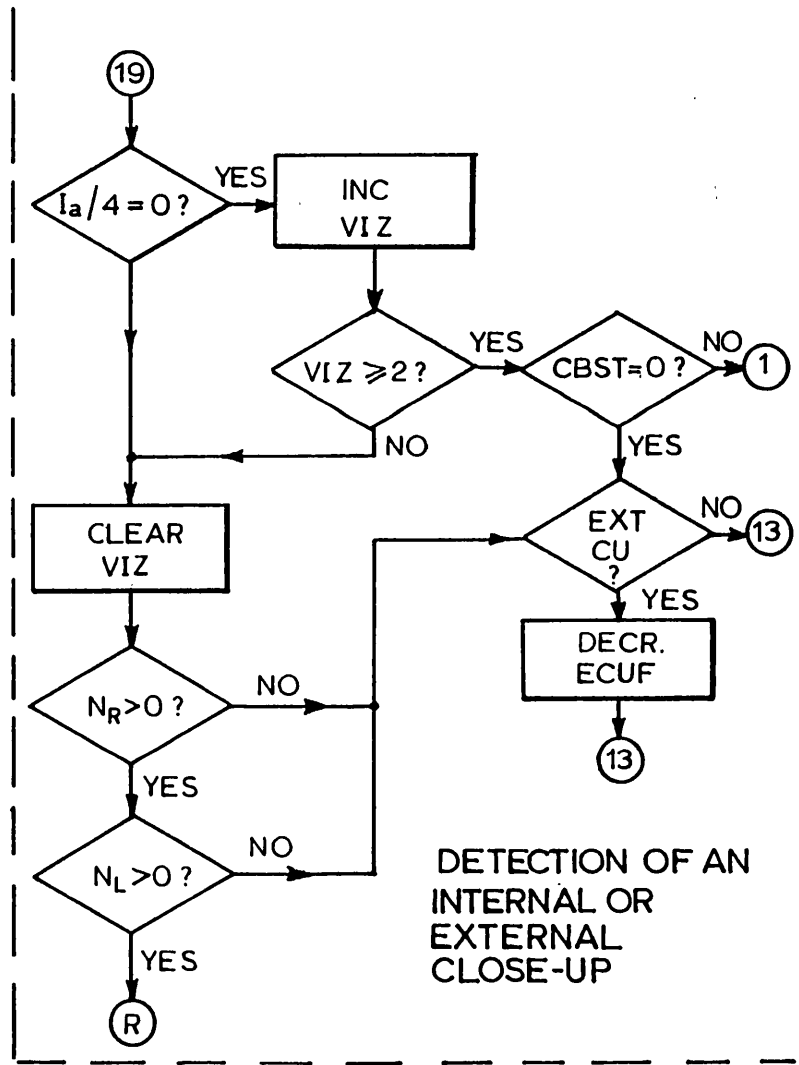 19
Ia/4=0?
YES
INC
VIZ
VIZ ⩾2?
YES
CBST=0?
NO
1
NO
YES
CLEAR
VIZ
EXT
CU
?
NO
13
YES
DECR.
ECUF
13
NR>0?
NO
YES
NL>0?
NO
YES
R
DETECTION OF AN
INTERNAL OR
EXTERNAL
CLOSE-UP